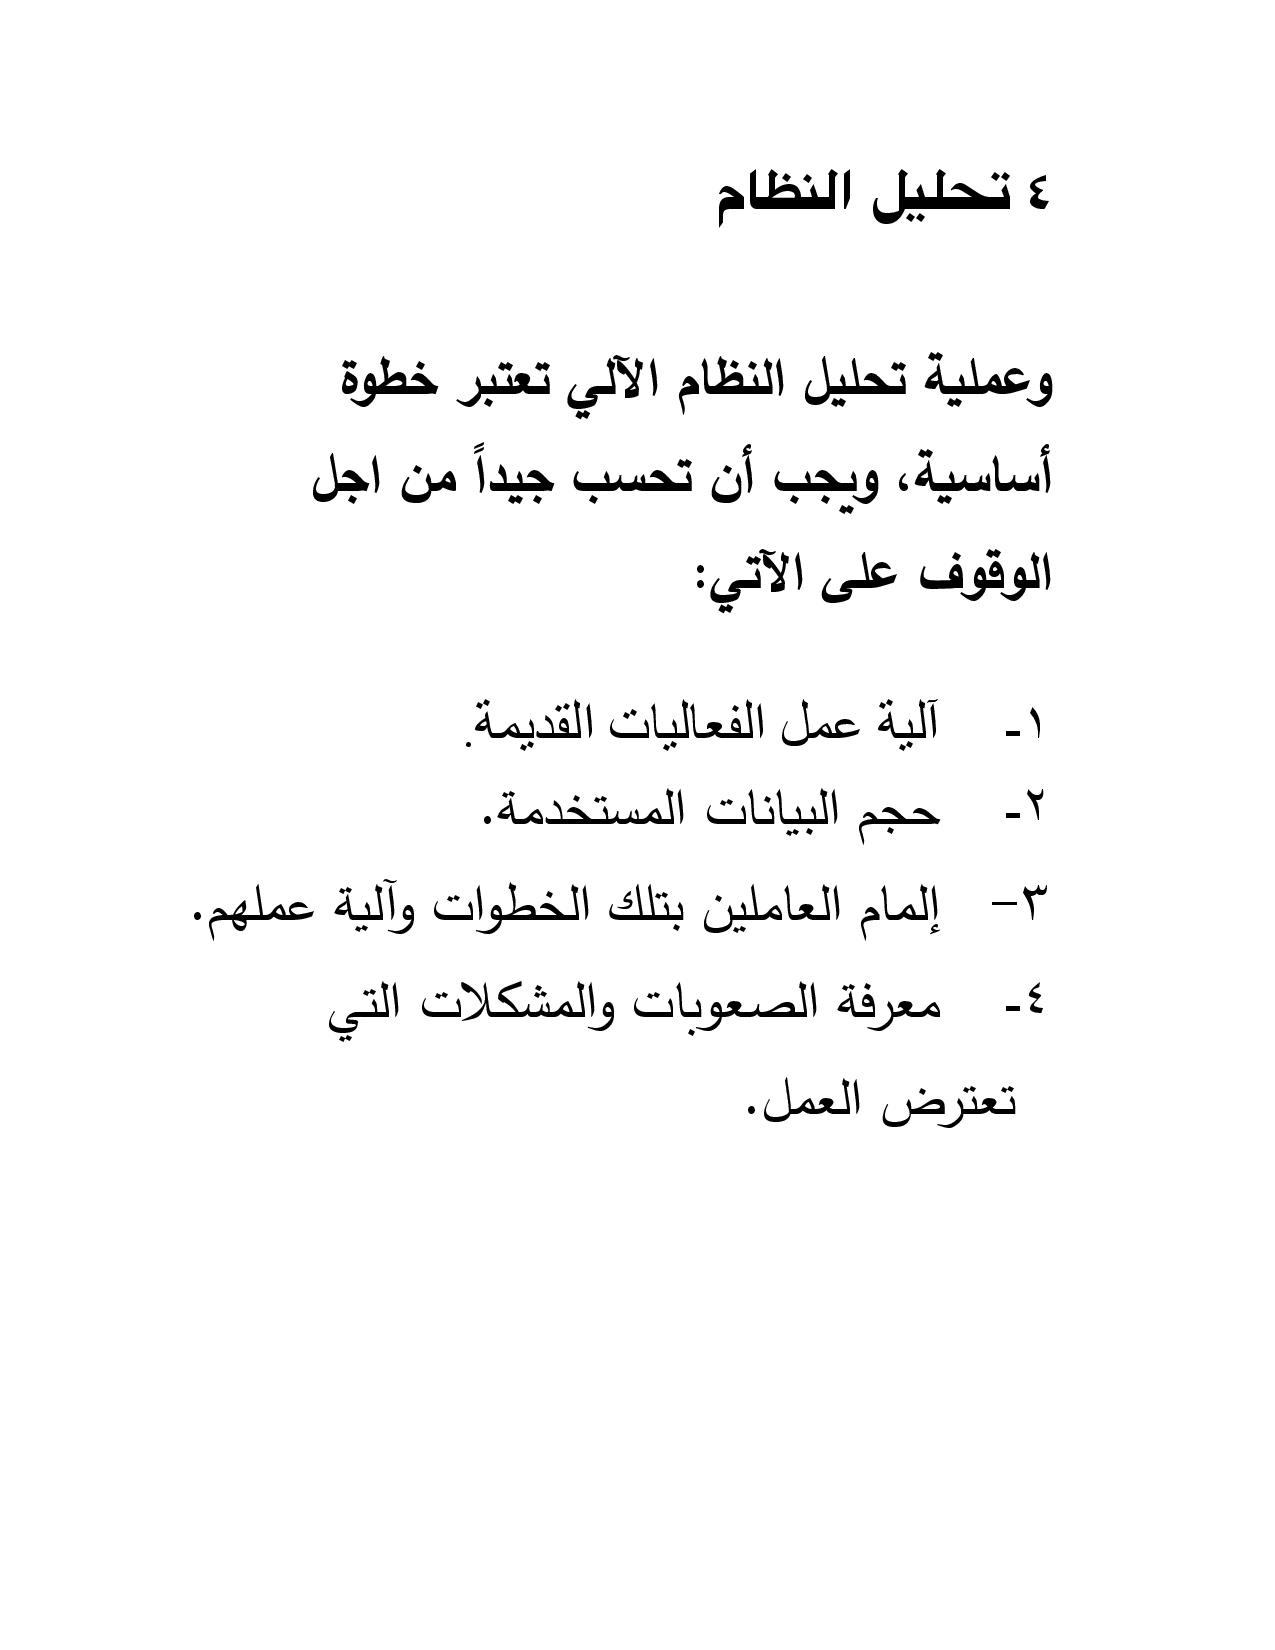 ٤ تحليل النظام
وعملية تحليل النظام الآلي تعتبر خطوة
أساسية، ويجب أن تحسب جيداً من اجل
الوقوف على الآتي:
١- آلية عمل الفعاليات القديمة.
٢- حجم البيانات المستخدمة.
٣– إلمام العاملين بتلك الخطوات وآلية عملهم.
٤- معرفة الصعوبات والمشكلات التي
تعترض العمل.